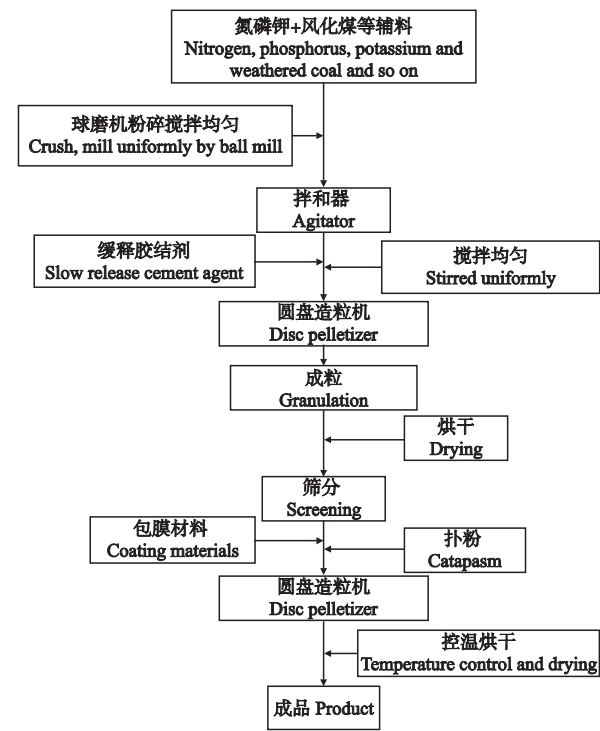 氮磷钾+风化煤等辅料
Nitrogen, phosphorus, potassium and
weathered coal and so on
球磨机粉碎搅拌均匀
Crush, mill uniformly by ball mill
拌和器
Agitator
缓释胶结剂
Slow release cement agent
搅拌均匀
Stirred uniformly
圆盘造粒机
Disc pelletizer
成粒
Granulation
烘干
Drying
筛分
Screening
包膜材料
Coating materials
扑粉
Catapasm
圆盘造粒机
Disc pelletizer
控温烘干
Temperature control and drying
成品 Product